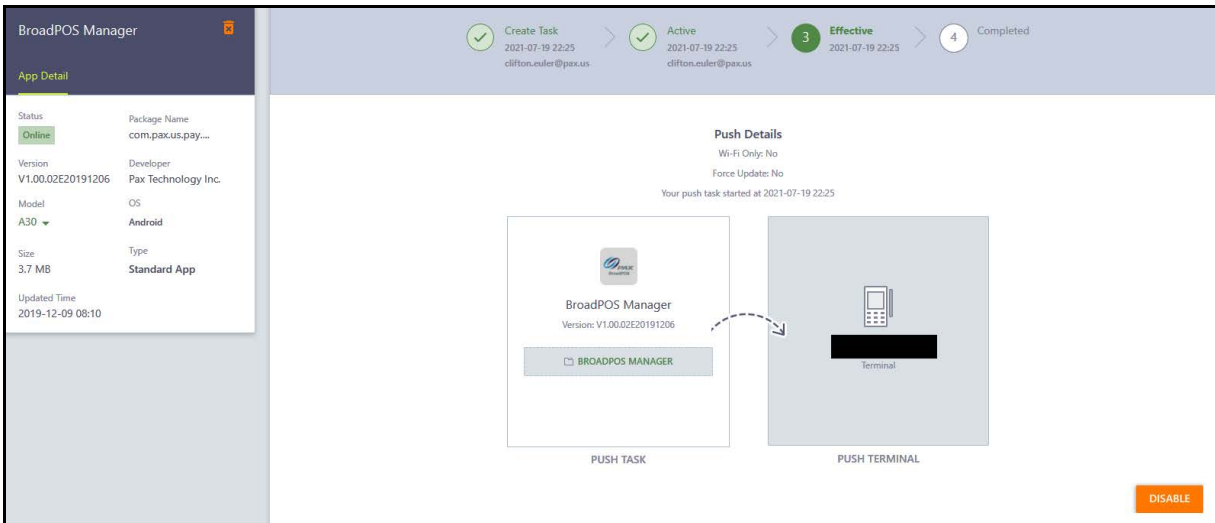 BroadPOS Manager
App Detail
Status
Online
Package Name
com.pax.us.pay....
Version
V1.00.02E20191206
Developer
Pax Technology Inc.
Model
A30
OS
Android
Size
3.7 MB
Type
Standard App
Updated Time
2019-12-09 08:10
Create Task
2021-07-19 22:25
clifton.euler@pax.us
Active
2021-07-19 22:25
clifton.euler@pax.us
3
Effective
2021-07-19 22:25
4
Completed
Push Details
Wi-Fi Only: No
Force Update: No
Your push task started at 2021-07-19 22:25
PAX
BroadPOS
BroadPOS Manager
Version: V1.00.02E20191206
BROADPOS MANAGER
PUSH TASK
Terminal
PUSH TERMINAL
DISABLE